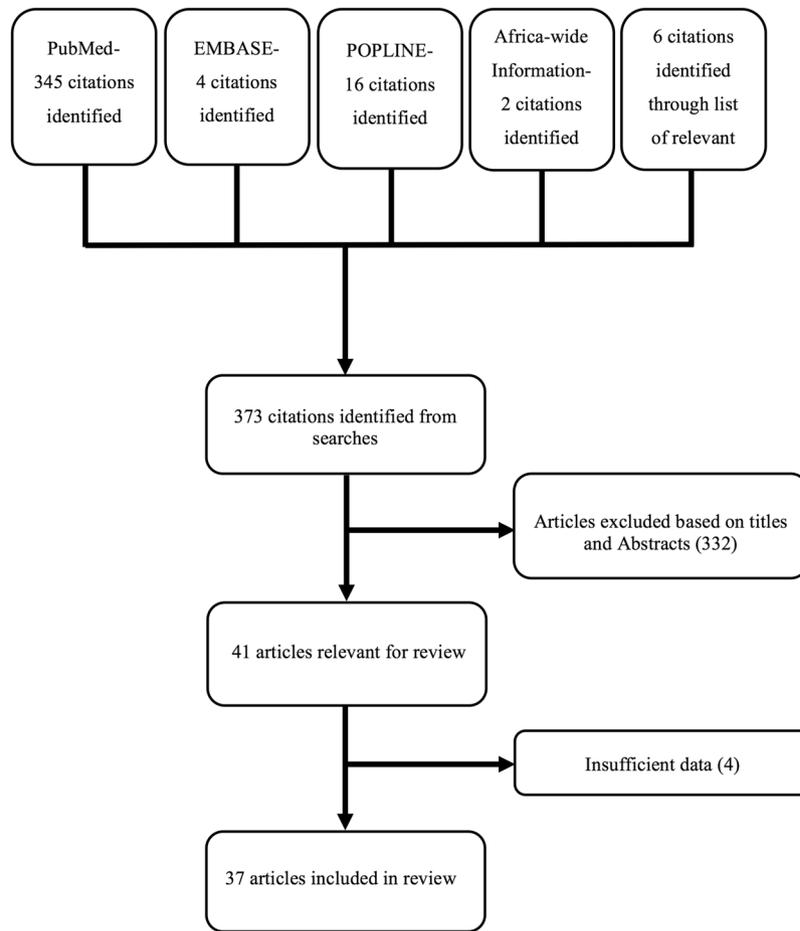 PubMed-
345 citations
identified
EMBASE-
4 citations
identified
POPLINE-
16 citations
identified
Africa-wide
Information-
2 citations
identified
6 citations
identified
through list
of relevant
373 citations identified from
searches
Articles excluded based on titles
and Abstracts (332)
41 articles relevant for review
Insufficient data (4)
37 articles included in review